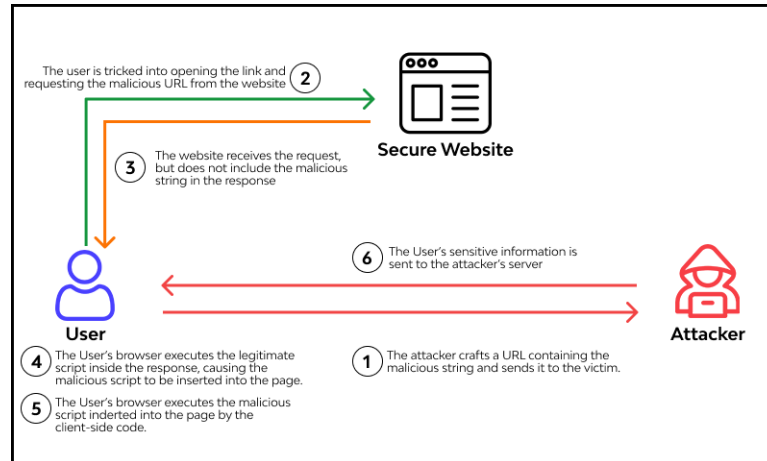 The user is tricked into opening the link and
requesting the malicious URL from the website
2
Secure Website
3
The website receives the request,
but does not include the malicious
string in the response
6
The User's sensitive information is
sent to the attacker's server
User
Attacker
4
The User's browser executes the legitimate
script inside the response, causing the
malicious script to be inserted into the page.
1
The attacker crafts a URL containing the
malicious string and sends it to the victim.
5
The User's browser executes the malicious
script inderted into the page by the
client-side code.